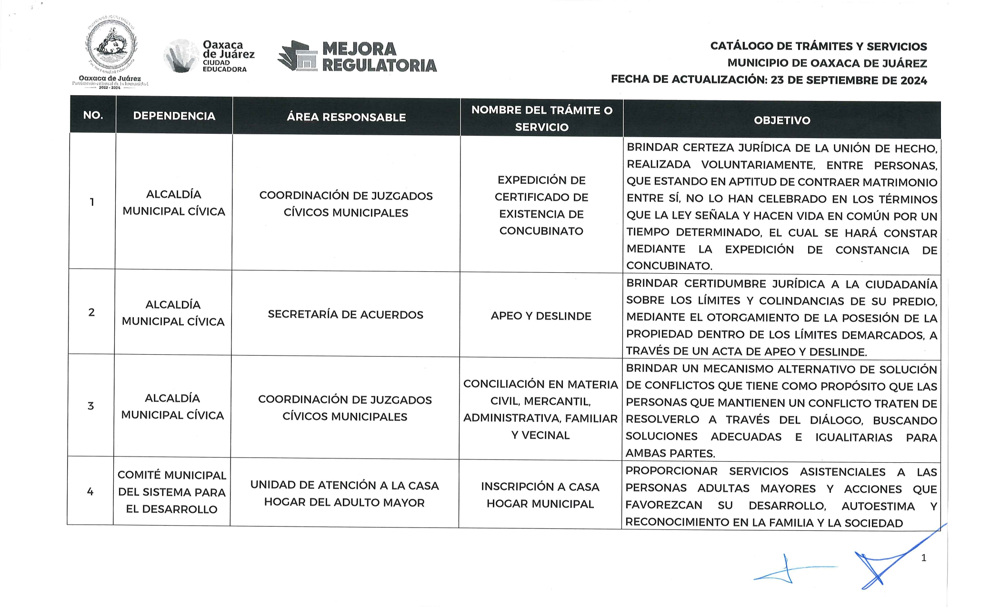 Oaxaca de Juárez
Patrimonio cultural de la humanidad
2022 - 2024
Oaxaca
de Juárez
CIUDAD
EDUCADORA
MEJORA
REGULATORIA
CATÁLOGO DE TRÁMITES Y SERVICIOS
MUNICIPIO DE OAXACA DE JUÁREZ
FECHA DE ACTUALIZACIÓN: 23 DE SEPTIEMBRE DE 2024
NO.
DEPENDENCIA
ÁREA RESPONSABLE
NOMBRE DEL TRÁMITE O
SERVICIO
OBJETIVO
1
ALCALDÍA
MUNICIPAL CÍVICA
COORDINACIÓN DE JUZGADOS
CÍVICOS MUNICIPALES
EXPEDICIÓN DE
CERTIFICADO DE
EXISTENCIA DE
CONCUBINATO
BRINDAR CERTEZA JURÍDICA DE LA UNIÓN DE HECHO,
REALIZADA VOLUNTARIAMENTE, ENTRE PERSONAS,
QUE ESTANDO EN APTITUD DE CONTRAER MATRIMONIO
ENTRE SÍ, NO LO HAN CELEBRADO EN LOS TÉRMINOS
QUE LA LEY SEÑALA Y HACEN VIDA EN COMÚN POR UN
TIEMPO DETERMINADO, EL CUAL SE HARÁ CONSTAR
MEDIANTE LA EXPEDICIÓN DE CONSTANCIA DE
CONCUBINATO.
2
ALCALDÍA
MUNICIPAL CÍVICA
SECRETARÍA DE ACUERDOS
APEO Y DESLINDE
BRINDAR CERTIDUMBRE JURÍDICA A LA CIUDADANÍA
SOBRE LOS LÍMITES Y COLINDANCIAS DE SU PREDIO,
MEDIANTE EL OTORGAMIENTO DE LA POSESIÓN DE LA
PROPIEDAD DENTRO DE LOS LÍMITES DEMARCADOS, A
TRAVÉS DE UN ACTA DE APEO Y DESLINDE.
3
ALCALDÍA
MUNICIPAL CÍVICA
COORDINACIÓN DE JUZGADOS
CÍVICOS MUNICIPALES
CONCILIACIÓN EN MATERIA
CIVIL, MERCANTIL,
ADMINISTRATIVA, FAMILIAR
Y VECINAL
BRINDAR UN MECANISMO ALTERNATIVO DE SOLUCIÓN
DE CONFLICTOS QUE TIENE COMO PROPÓSITO QUE LAS
PERSONAS QUE MANTIENEN UN CONFLICTO TRATEN DE
RESOLVERLO A TRAVÉS DEL DIÁLOGO, BUSCANDO
SOLUCIONES ADECUADAS E IGUALITARIAS PARA
AMBAS PARTES.
4
COMITÉ MUNICIPAL
DEL SISTEMA PARA
EL DESARROLLO
UNIDAD DE ATENCIÓN A LA CASA
HOGAR DEL ADULTO MAYOR
INSCRIPCIÓN A CASA
HOGAR MUNICIPAL
PROPORCIONAR SERVICIOS ASISTENCIALES A LAS
PERSONAS ADULTAS MAYORES Y ACCIONES QUE
FAVOREZCAN SU DESARROLLO, AUTOESTIMA Y
RECONOCIMIENTO EN LA FAMILIA Y LA SOCIEDAD
1